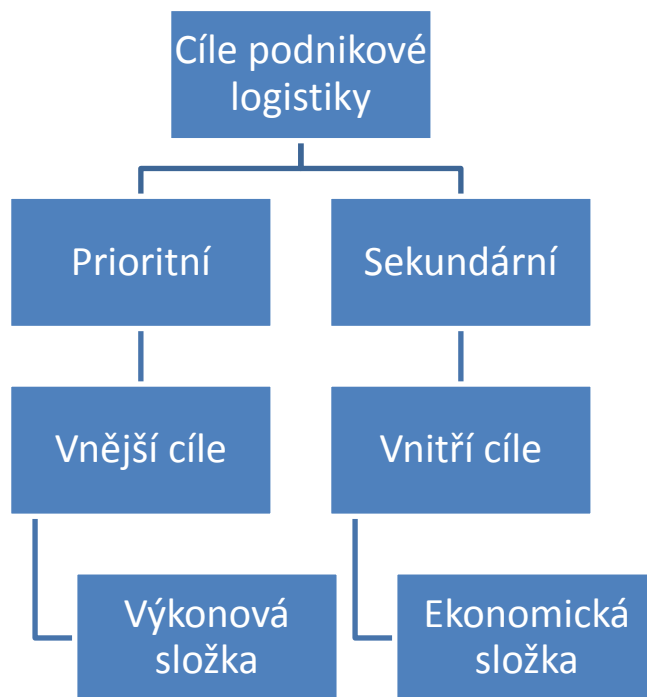 Cíle podnikové
logistiky
Prioritní
Sekundární
Vnější cíle
Vnitří cíle
Výkonová
složka
Ekonomická
složka